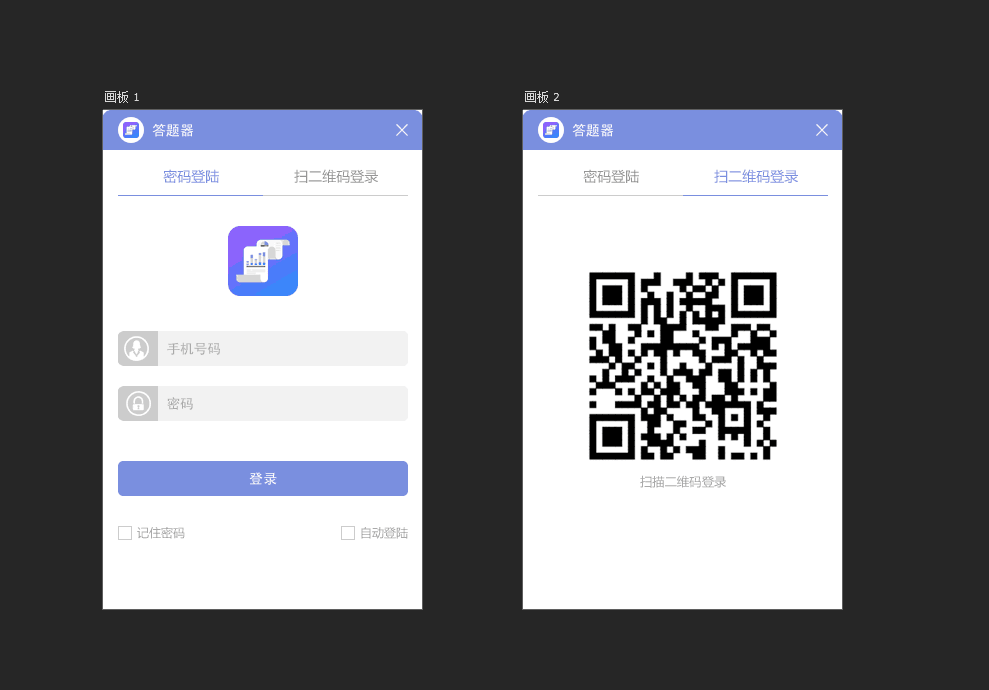 画板 1
答题器
密码登陆 扫二维码登录
手机号码
密码
登录
记住密码 自动登陆
画板 2
答题器
密码登陆 扫二维码登录
扫描二维码登录